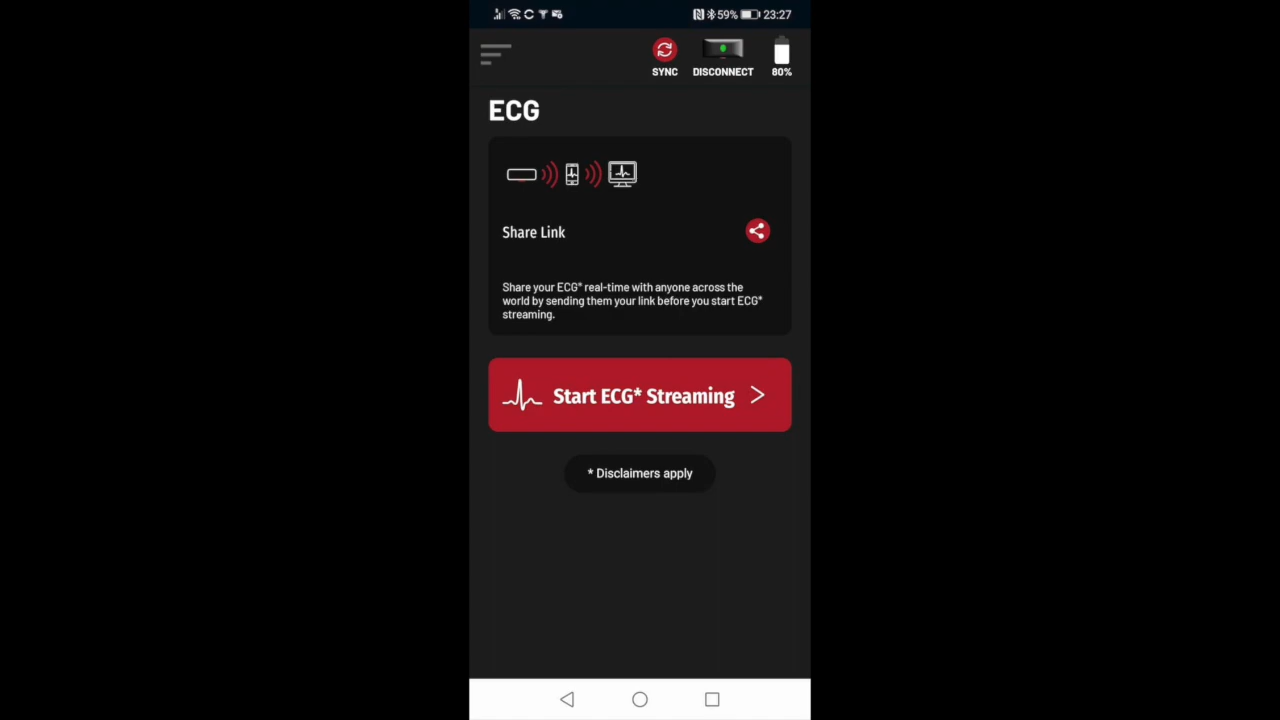 59% 23:27
SYNC DISCONNECT 80%
ECG
Share Link
Share your ECG* real-time with anyone across the
world by sending them your link before you start ECG*
streaming.
Start ECG* Streaming
* Disclaimers apply